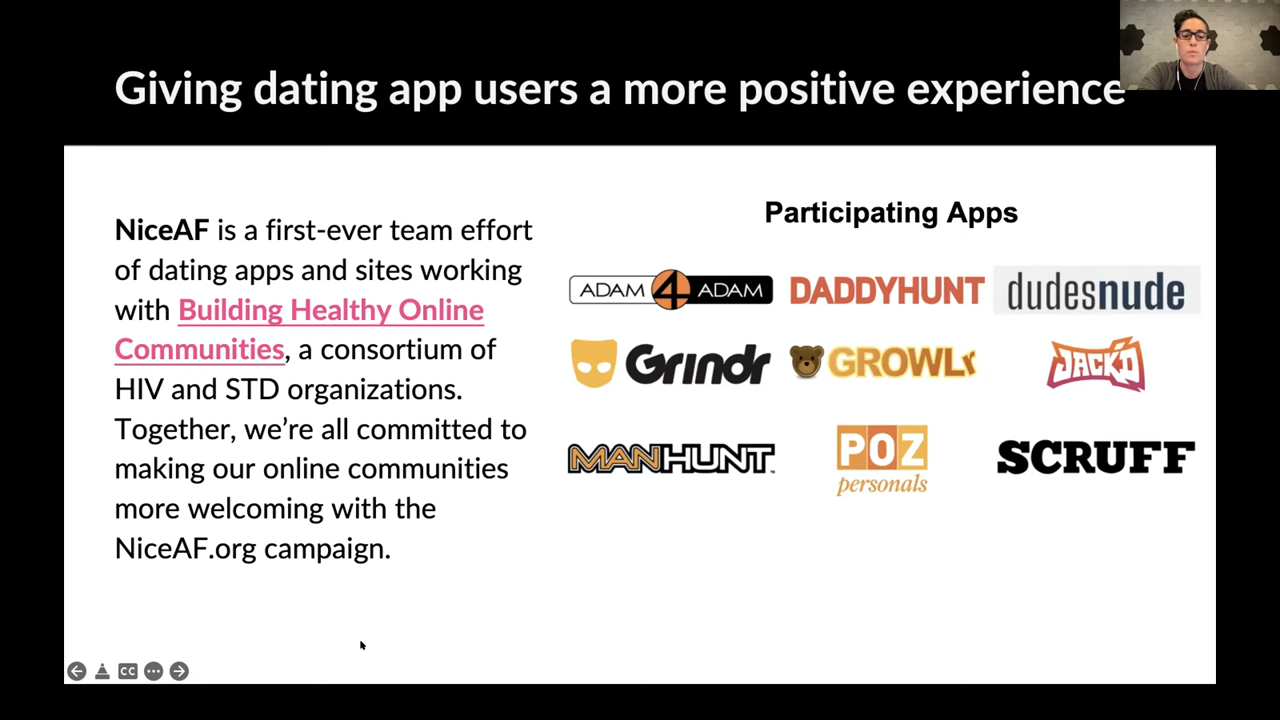 Giving dating app users a more positive experience
NiceAF is a first-ever team effort
of dating apps and sites working
with Building Healthy Online
Communities, a consortium of
HIV and STD organizations.
Together, we’re all committed to
making our online communities
more welcoming with the
NiceAF.org campaign.
Participating Apps
ADAM 4 ADAM
DADDYHUNT
dudesnude
Grindr
GROWLr
JACK'D
MANHUNT™
POZ
personals
SCRUFF
CC